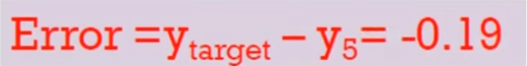 Error =y_target – y_5= -0.19